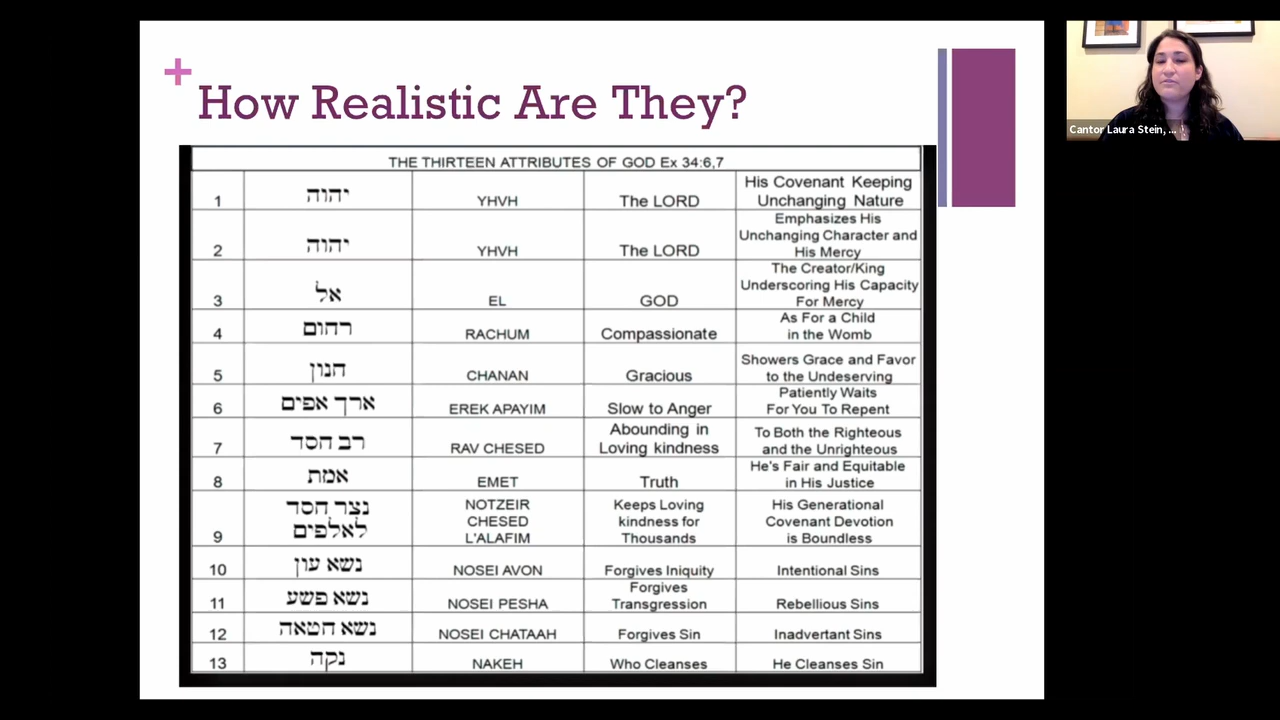 +
How Realistic Are They?
THE THIRTEEN ATTRIBUTES OF GOD Ex 34:6,7
1 יהוה YHVH The LORD His Covenant Keeping
Unchanging Nature
2 יהוה YHVH The LORD Emphasizes His
Unchanging Character and
His Mercy
3 אל EL GOD The Creator/King
Underscoring His Capacity
For Mercy
4 רחום RACHUM Compassionate As For a Child
in the Womb
5 חנון CHANAN Gracious Showers Grace and Favor
to the Undeserving
6 ארך אפים EREK APAYIM Slow to Anger Patiently Waits
For You To Repent
7 רב חסד RAV CHESED Abounding in
Loving kindness
To Both the Righteous
and the Unrighteous
8 אמת EMET Truth He's Fair and Equitable
in His Justice
9 נצר חסד
לאלפים
NOTZEIR
CHESED
L'ALAFIM
Keeps Loving
kindness for
Thousands
His Generational
Covenant Devotion
is Boundless
10 נשא עון NOSEI AVON Forgives Iniquity Intentional Sins
11 נשא פשע NOSEI PESHA Forgives
Transgression
Rebellious Sins
12 נשא חטאה NOSEI CHATAAH Forgives Sin Inadvertant Sins
13 נקה NAKEH Who Cleanses He Cleanses Sin
Cantor Laura Stein, ...